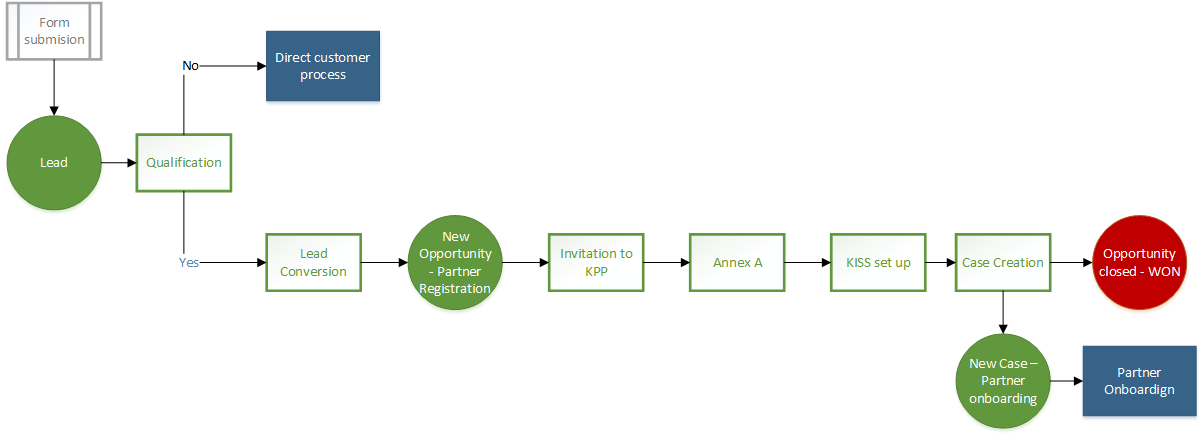 Form
submision
Direct customer
process
No
Lead
Qualification
Yes
Lead
Conversion
New
Opportunity
- Partner
Registration
Invitation to
KPP
Annex A
KISS set up
Case Creation
Opportunity
closed - WON
New Case –
Partner
onboarding
Partner
Onboardign